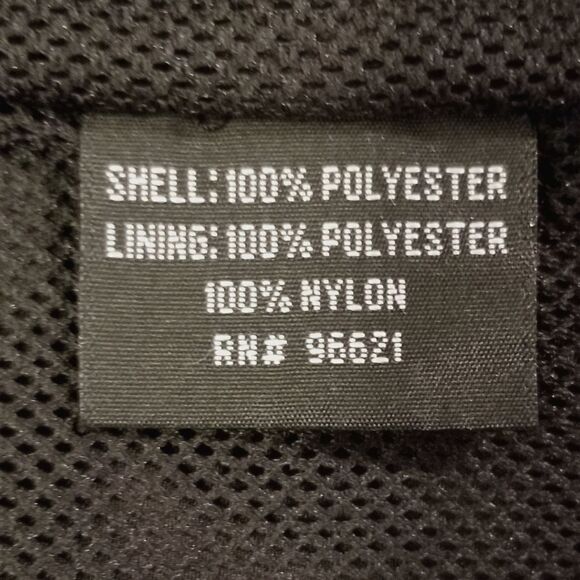 SHELL: 100% POLYESTER
LINING: 100% POLYESTER
100% NYLON
RN# 96621